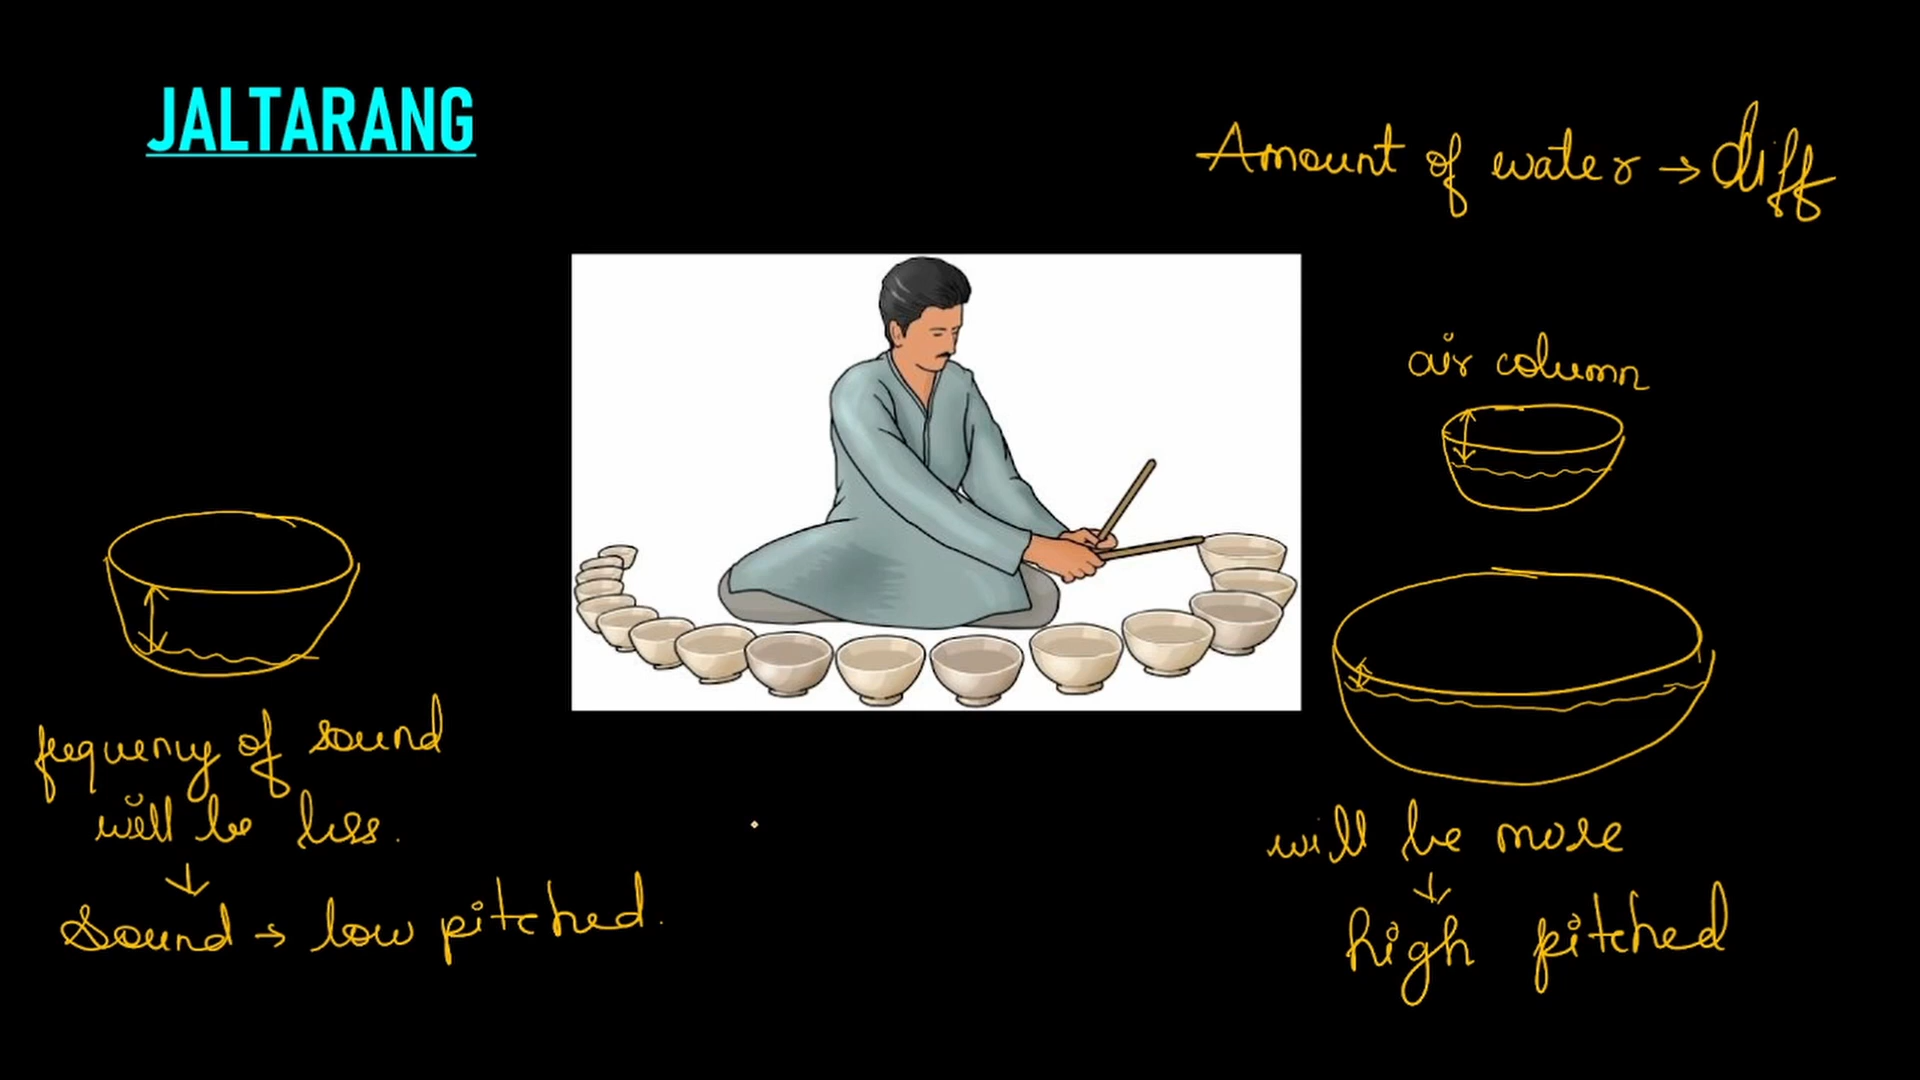 JALTARANG
Amount of water → diff
air column
frequency of sound
will be less.
↓
Sound → low pitched.
will be more
↓
high pitched